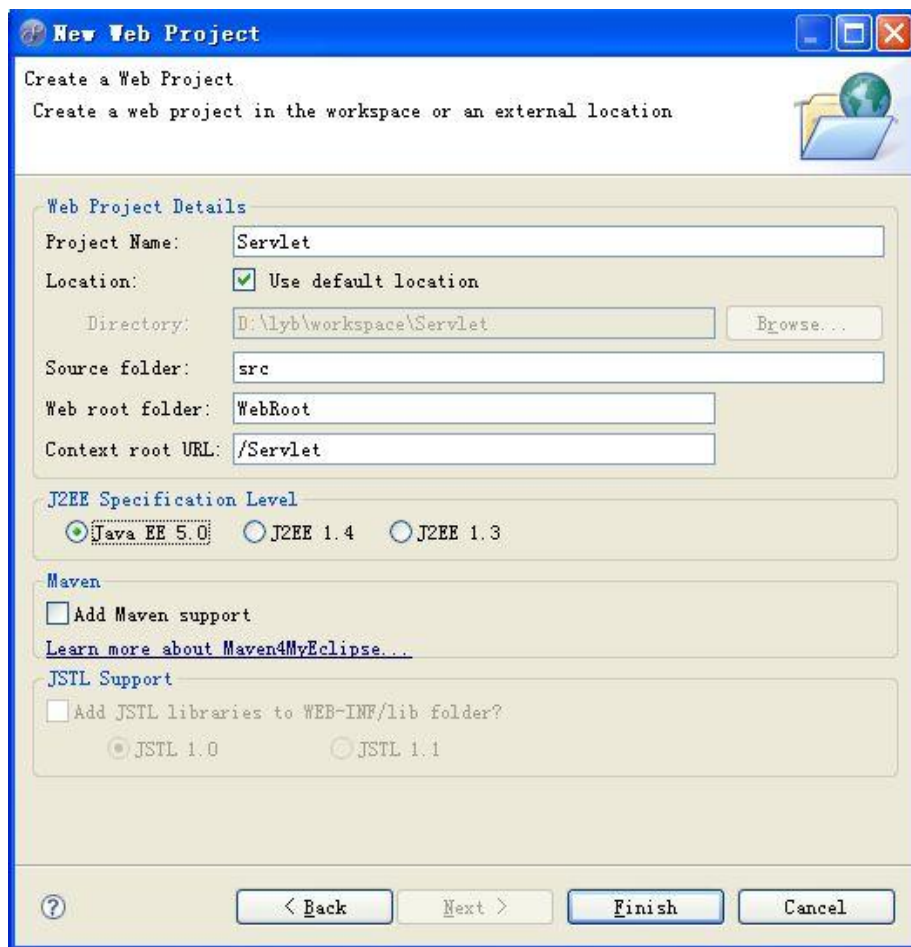 New Web Project
Create a Web Project
Create a web project in the workspace or an external location
Web Project Details
Project Name: Servlet
Location: Use default location
Directory: D:\lyb\workspace\Servlet Browse...
Source folder: src
Web root folder: WebRoot
Context root URL: /Servlet
J2EE Specification Level
Java EE 5.0 J2EE 1.4 J2EE 1.3
Maven
Add Maven support
Learn more about Maven4MyEclipse...
JSTL Support
Add JSTL libraries to WEB-INF/lib folder?
JSTL 1.0 JSTL 1.1
? < Back Next > Finish Cancel